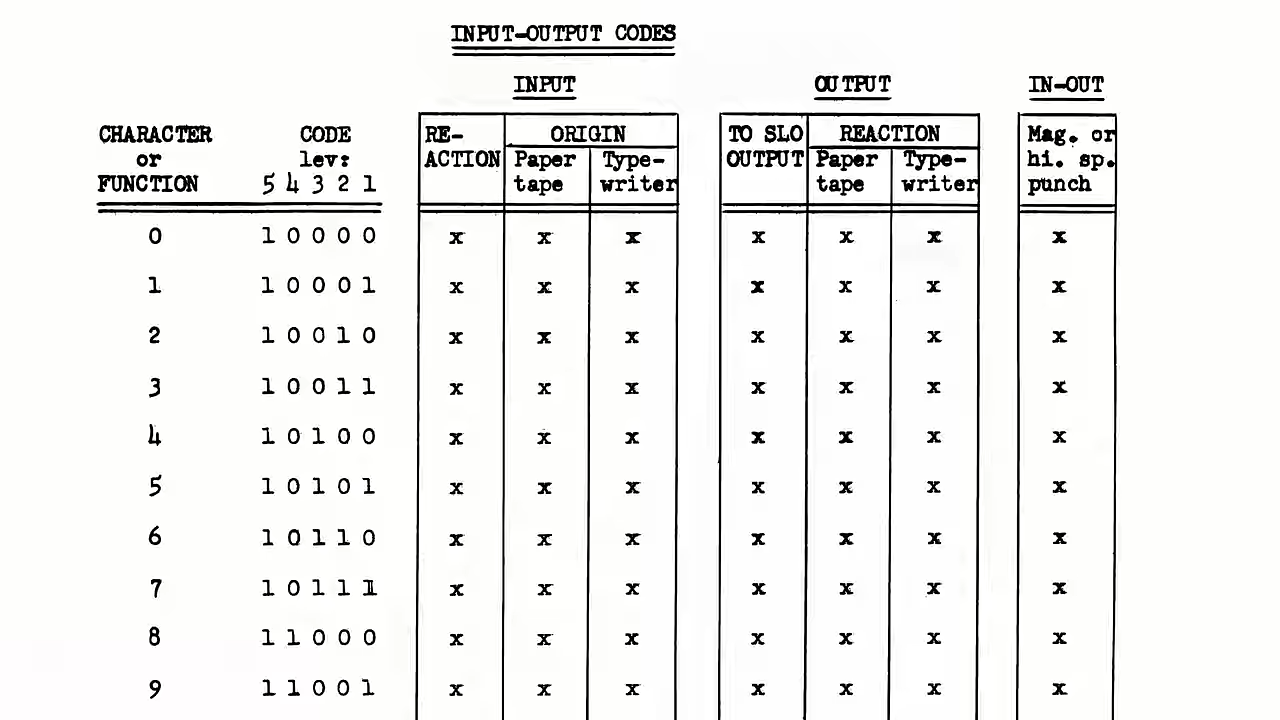 INPUT-OUTPUT CODES
INPUT OUTPUT IN-OUT
CHARACTER CODE RE- ORIGIN TO SLO REACTION Mag. or
or lev: ACTION Paper Type- OUTPUT Paper Type- hi. sp.
FUNCTION 5 4 3 2 1 tape writer tape writer punch
0 1 0 0 0 0 x x x x x x x
1 1 0 0 0 1 x x x x x x x
2 1 0 0 1 0 x x x x x x x
3 1 0 0 1 1 x x x x x x x
4 1 0 1 0 0 x x x x x x x
5 1 0 1 0 1 x x x x x x x
6 1 0 1 1 0 x x x x x x x
7 1 0 1 1 1 x x x x x x x
8 1 1 0 0 0 x x x x x x x
9 1 1 0 0 1 x x x x x x x